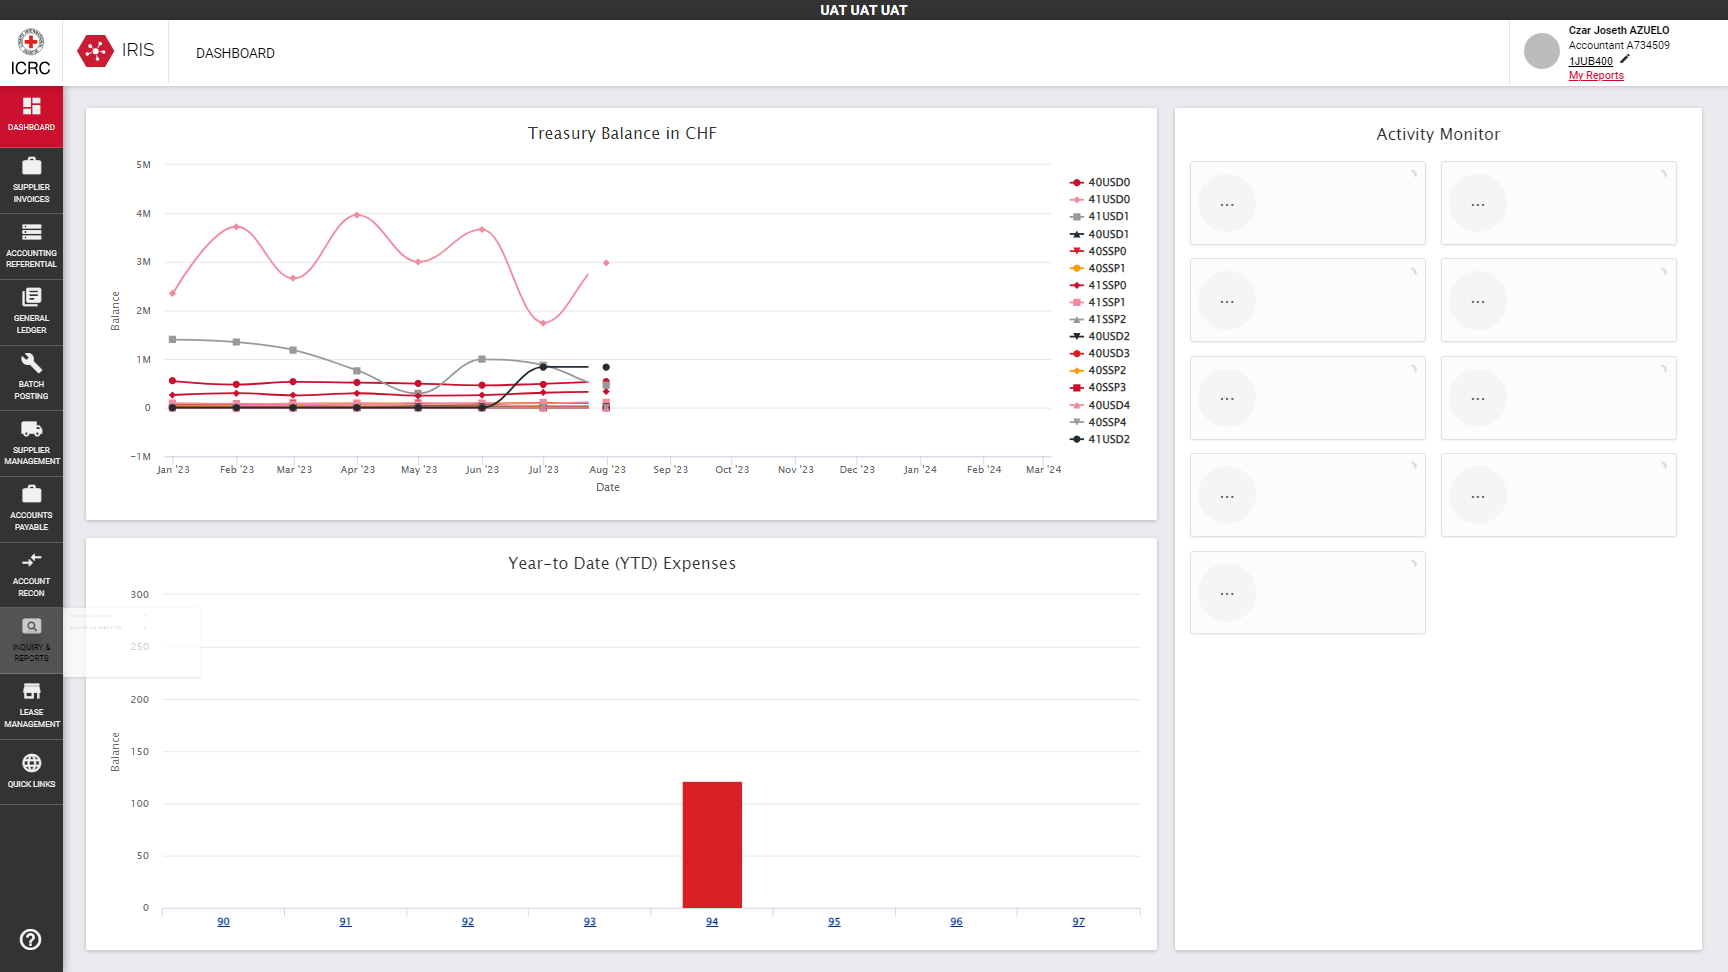 UAT UAT UAT
ICRC
IRIS
DASHBOARD
Czar Joseth AZUELO
Accountant A734509
1JUB400
My Reports
DASHBOARD
SUPPLIER
INVOICES
ACCOUNTING
REFERENTIAL
GENERAL
LEDGER
BATCH
POSTING
SUPPLIER
MANAGEMENT
ACCOUNTS
PAYABLE
ACCOUNT
RECON
INQUIRY &
REPORTS
LEASE
MANAGEMENT
QUICK LINKS
Treasury Balance in CHF
5M
4M
3M
2M
1M
0
-1M
Balance
Jan '23 Feb '23 Mar '23 Apr '23 May '23 Jun '23 Jul '23 Aug '23 Sep '23 Oct '23 Nov '23 Dec '23 Jan '24 Feb '24 Mar '24
Date
40USD0
41USD0
41USD1
40USD1
40SSP0
40SSP1
41SSP0
41SSP1
41SSP2
40USD2
40USD3
40SSP2
40SSP3
40USD4
40SSP4
41USD2
Year-to Date (YTD) Expenses
300
250
200
150
100
50
0
Balance
90 91 92 93 94 95 96 97
Activity Monitor
... ...
... ...
... ...
... ...
...